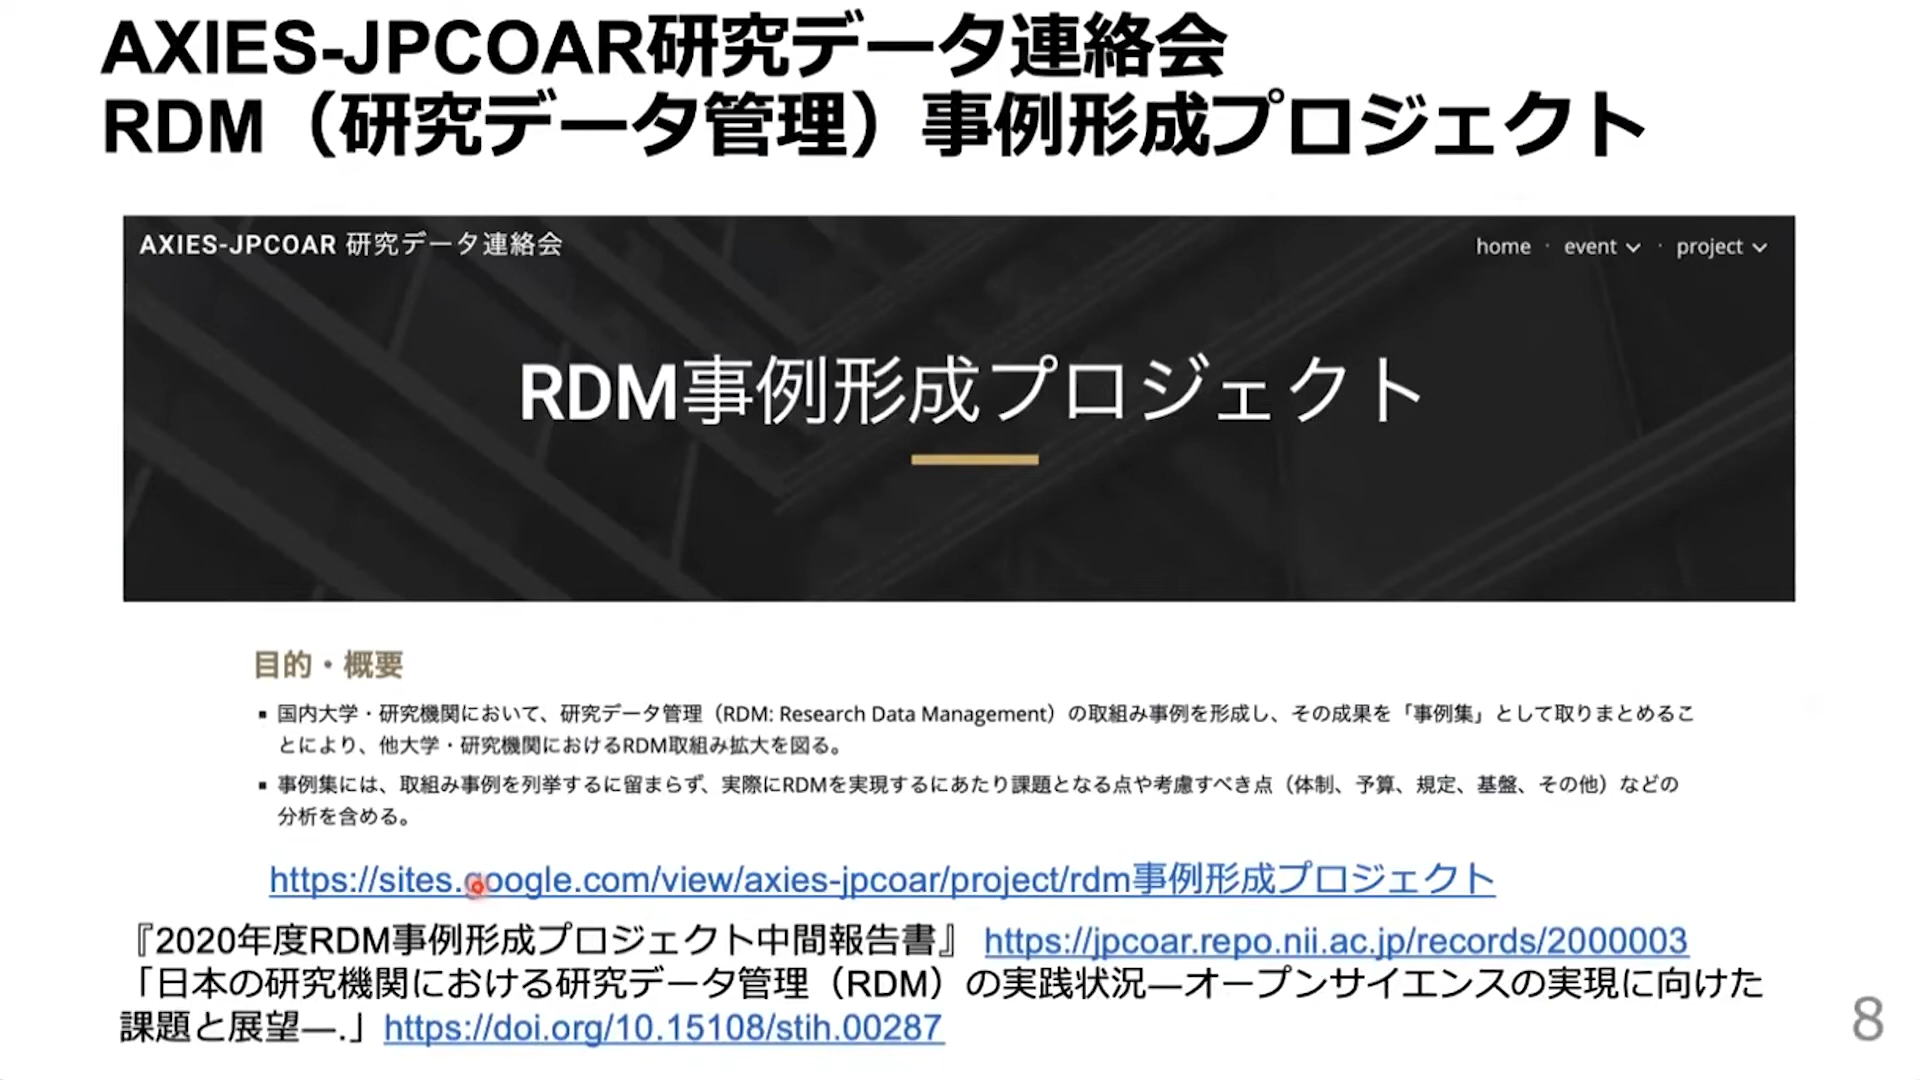 AXIES-JPCOAR研究データ連絡会
RDM（研究データ管理）事例形成プロジェクト
AXIES-JPCOAR 研究データ連絡会
home · event · project
RDM事例形成プロジェクト
目的・概要
▪ 国内大学・研究機関において、研究データ管理（RDM: Research Data Management）の取組み事例を形成し、その成果を「事例集」として取りまとめるこ
とにより、他大学・研究機関におけるRDM取組み拡大を図る。
▪ 事例集には、取組み事例を列挙するに留まらず、実際にRDMを実現するにあたり課題となる点や考慮すべき点（体制、予算、規定、基盤、その他）などの
分析を含める。
https://sites.google.com/view/axies-jpcoar/project/rdm事例形成プロジェクト
『2020年度RDM事例形成プロジェクト中間報告書』 https://jpcoar.repo.nii.ac.jp/records/2000003
「日本の研究機関における研究データ管理（RDM）の実践状況―オープンサイエンスの実現に向けた
課題と展望―.」https://doi.org/10.15108/stih.00287
8